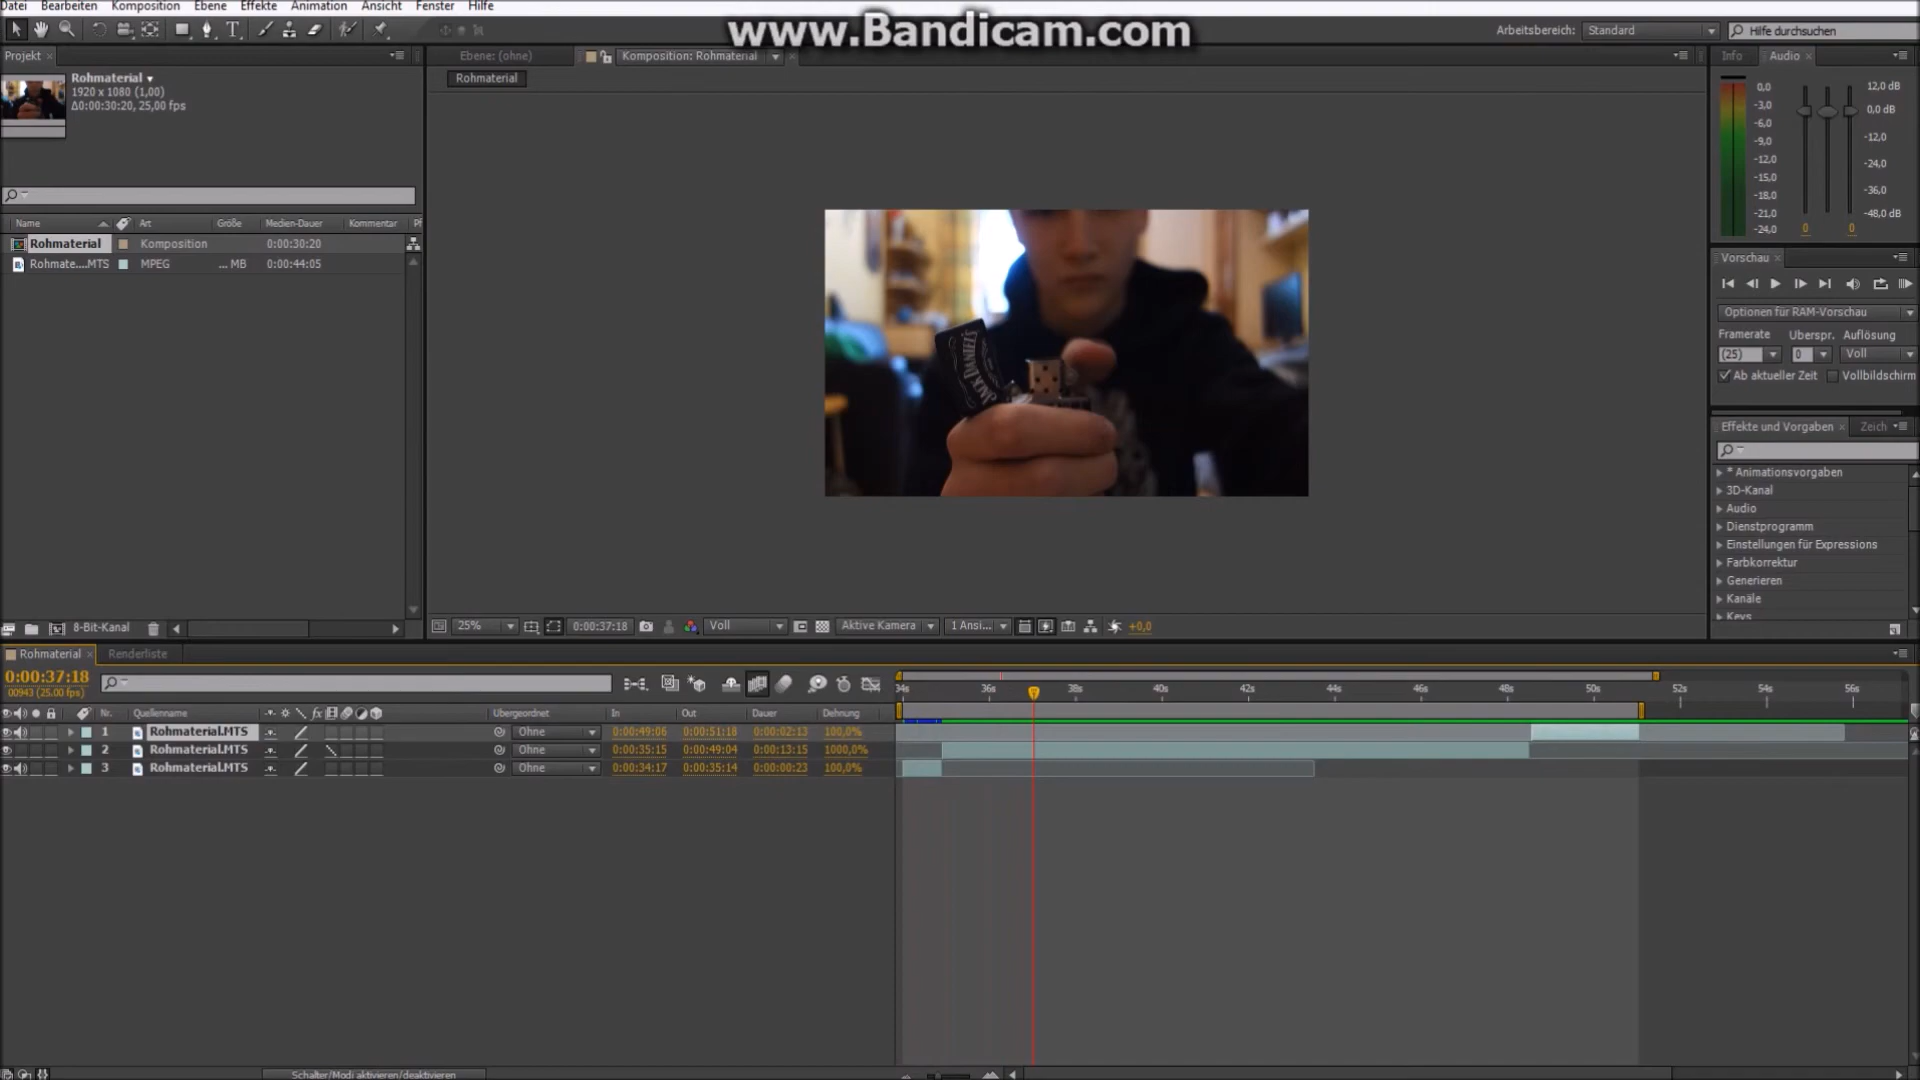 Datei Bearbeiten Komposition Ebene Effekte Animation Ansicht Fenster Hilfe
www.Bandicam.com
Arbeitsbereich: Standard
Hilfe durchsuchen
Projekt
Rohmaterial
1920 x 1080 (1,00)
Δ0:00:30:20, 25,00 fps
Name Art Größe Medien-Dauer Kommentar
Rohmaterial Komposition 0:00:30:20
Rohmate....MTS MPEG ... MB 0:00:44:05
8-Bit-Kanal
Ebene: (ohne)
Komposition: Rohmaterial
Rohmaterial
JACK DANIEL'S
25% 0:00:37:18 Voll Aktive Kamera 1 Ansi... +0,0
Info Audio
0,0
-3,0
-6,0
-9,0
-12,0
-15,0
-18,0
-21,0
-24,0
12,0 dB
0,0 dB
-12,0
-24,0
-36,0
-48,0 dB
0 0
Vorschau
Optionen für RAM-Vorschau
Framerate Überspr. Auflösung
(25) 0 Voll
Ab aktueller Zeit Vollbildschirm
Effekte und Vorgaben Zeich
* Animationsvorgaben
3D-Kanal
Audio
Dienstprogramm
Einstellungen für Expressions
Farbkorrektur
Generieren
Kanäle
Keys
Rohmaterial Renderliste
0:00:37:18
00943 (25.00 fps)
34s 36s 38s 40s 42s 44s 46s 48s 50s 52s 54s 56s
Nr. Quellenname fx Übergeordnet In Out Dauer Dehnung
1 Rohmaterial.MTS Ohne 0:00:49:06 0:00:51:18 0:00:02:13 100,0%
2 Rohmaterial.MTS Ohne 0:00:35:15 0:00:49:04 0:00:13:15 1000,0%
3 Rohmaterial.MTS Ohne 0:00:34:17 0:00:35:14 0:00:00:23 100,0%
Schalter/Modi aktivieren/deaktivieren